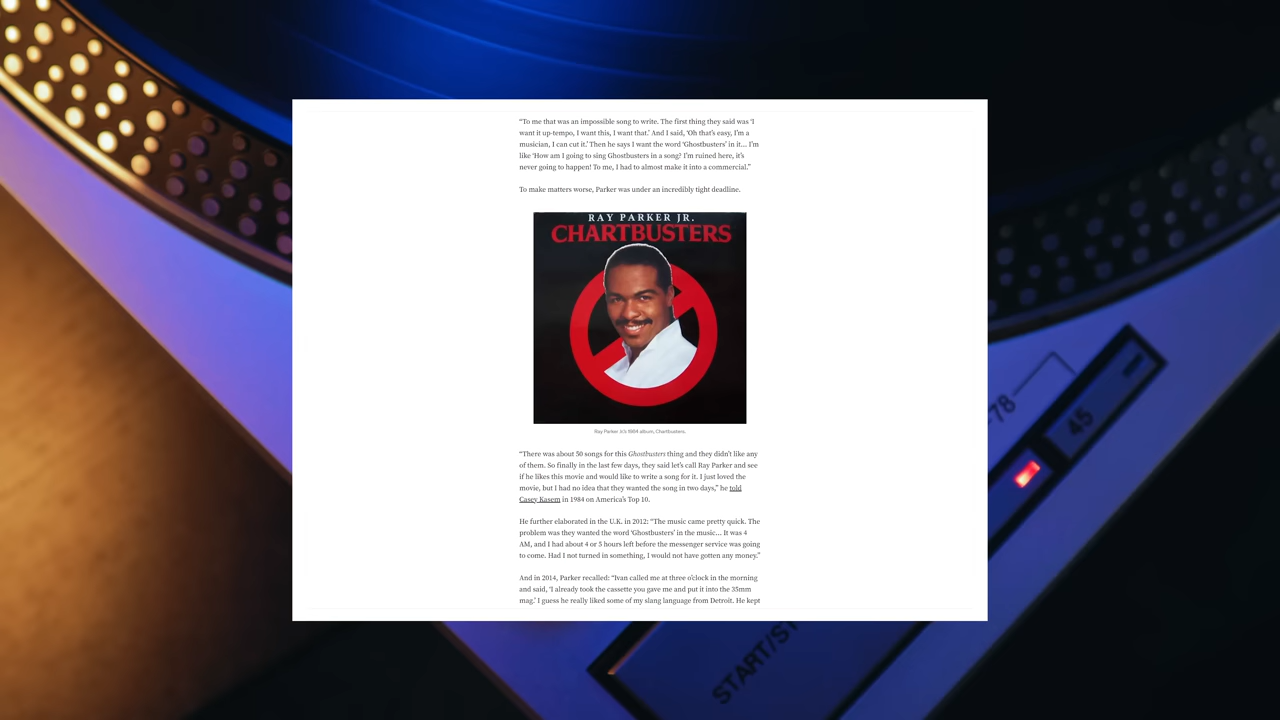 “To me that was an impossible song to write. The first thing they said was ‘I
want it up-tempo, I want this, I want that.’ And I said, ‘Oh that’s easy, I’m a
musician, I can cut it.’ Then he says I want the word ‘Ghostbusters’ in it... I’m
like ‘How am I going to sing Ghostbusters in a song? I’m ruined here, it’s
never going to happen! To me, I had to almost make it into a commercial.”
To make matters worse, Parker was under an incredibly tight deadline.
RAY PARKER JR.
CHARTBUSTERS
Ray Parker Jr.'s 1984 album, Chartbusters.
“There was about 50 songs for this Ghostbusters thing and they didn’t like any
of them. So finally in the last few days, they said let’s call Ray Parker and see
if he likes this movie and would like to write a song for it. I just loved the
movie, but I had no idea that they wanted the song in two days,” he told
Casey Kasem in 1984 on America’s Top 10.
He further elaborated in the U.K. in 2012: “The music came pretty quick. The
problem was they wanted the word ‘Ghostbusters’ in the music... It was 4
AM, and I had about 4 or 5 hours left before the messenger service was going
to come. Had I not turned in something, I would not have gotten any money.”
And in 2014, Parker recalled: “Ivan called me at three o’clock in the morning
and said, ‘I already took the cassette you gave me and put it into the 35mm
mag.’ I guess he really liked some of my slang language from Detroit. He kept
78
45
START/ST